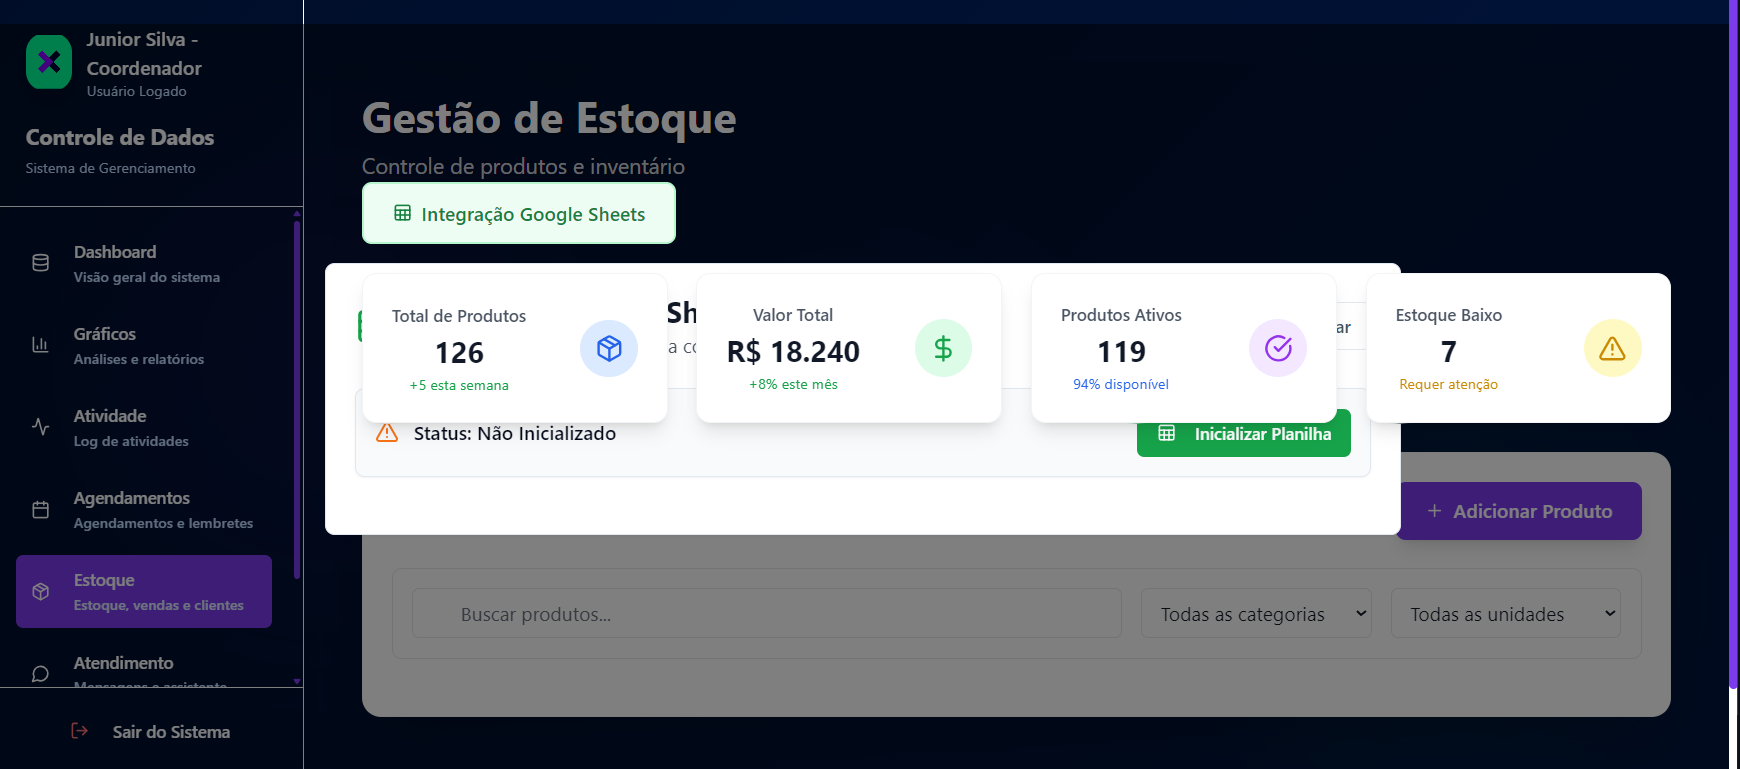 Junior Silva -
Coordenador
Usuário Logado
Controle de Dados
Sistema de Gerenciamento
Dashboard
Visão geral do sistema
Gráficos
Análises e relatórios
Atividade
Log de atividades
Agendamentos
Agendamentos e lembretes
Estoque
Estoque, vendas e clientes
Atendimento
Mensagens e assistente
Sair do Sistema
Gestão de Estoque
Controle de produtos e inventário
Integração Google Sheets
Total de Produtos
126
+5 esta semana
Valor Total
R$ 18.240
+8% este mês
Produtos Ativos
119
94% disponível
Estoque Baixo
7
Requer atenção
Status: Não Inicializado
Inicializar Planilha
+ Adicionar Produto
Buscar produtos...
Todas as categorias
Todas as unidades